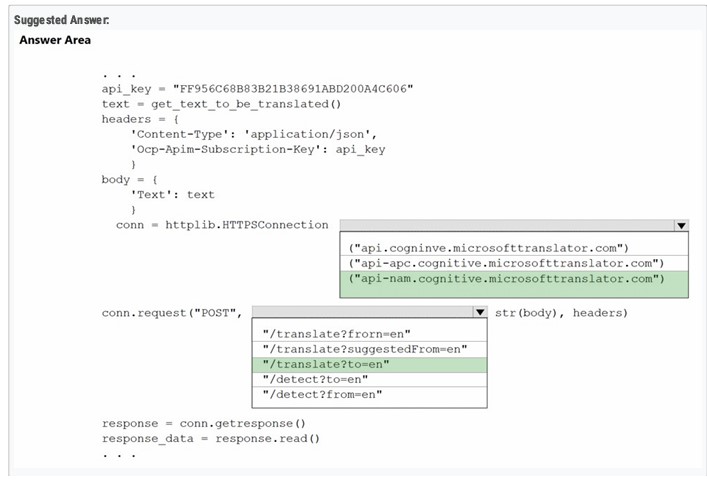 Suggested Answer:
Answer Area
. . .
api_key = "FF956C68B83B21B38691ABD200A4C606"
text = get_text_to_be_translated()
headers = {
'Content-Type': 'application/json',
'Ocp-Apim-Subscription-Key': api_key
}
body = {
'Text': text
}
conn = httplib.HTTPSConnection
("api.cogninve.microsofttranslator.com")
("api-apc.cognitive.microsofttranslator.com")
("api-nam.cognitive.microsofttranslator.com")
conn.request("POST", str(body), headers)
"/translate?frorn=en"
"/translate?suggestedFrom=en"
"/translate?to=en"
"/detect?to=en"
"/detect?from=en"
response = conn.getresponse()
response_data = response.read()
. . .